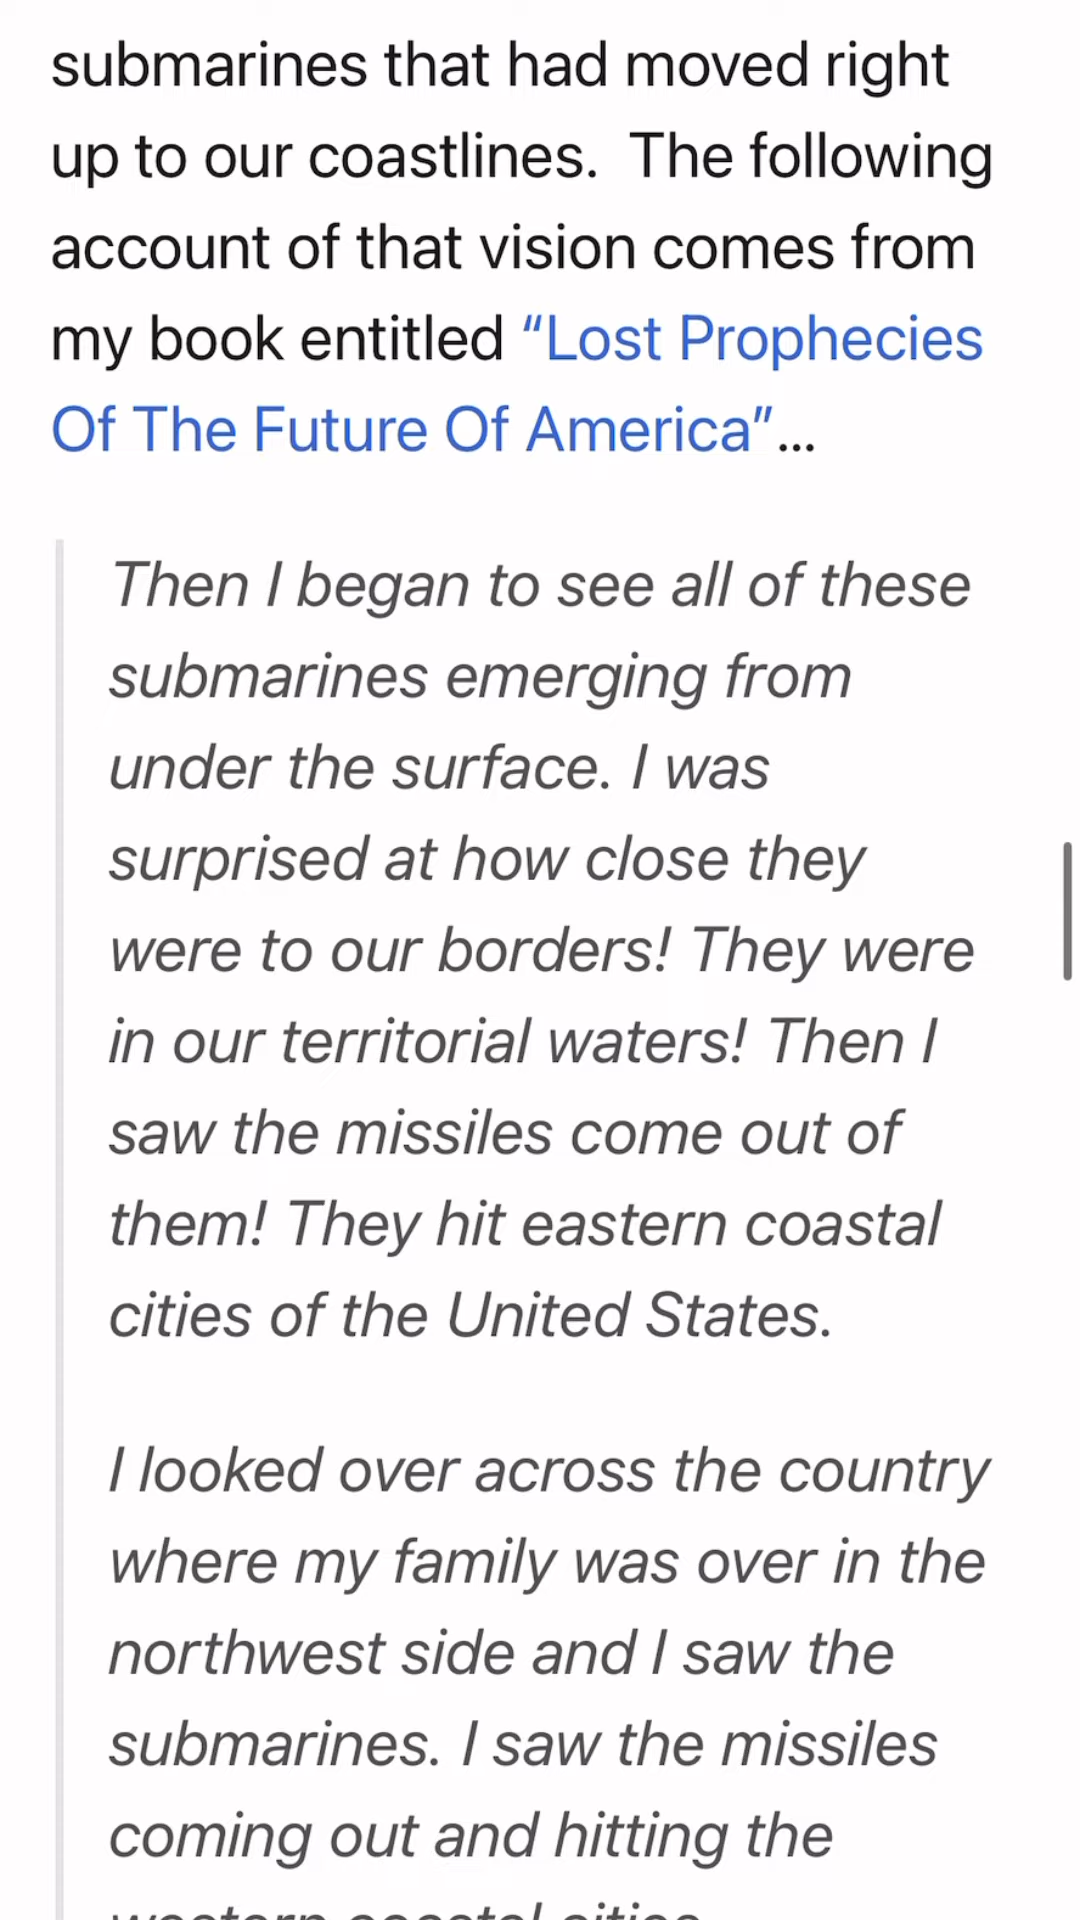 submarines that had moved right
up to our coastlines.  The following
account of that vision comes from
my book entitled “Lost Prophecies
Of The Future Of America”…
Then I began to see all of these
submarines emerging from
under the surface. I was
surprised at how close they
were to our borders! They were
in our territorial waters! Then I
saw the missiles come out of
them! They hit eastern coastal
cities of the United States.
I looked over across the country
where my family was over in the
northwest side and I saw the
submarines. I saw the missiles
coming out and hitting the
western coastal cities.